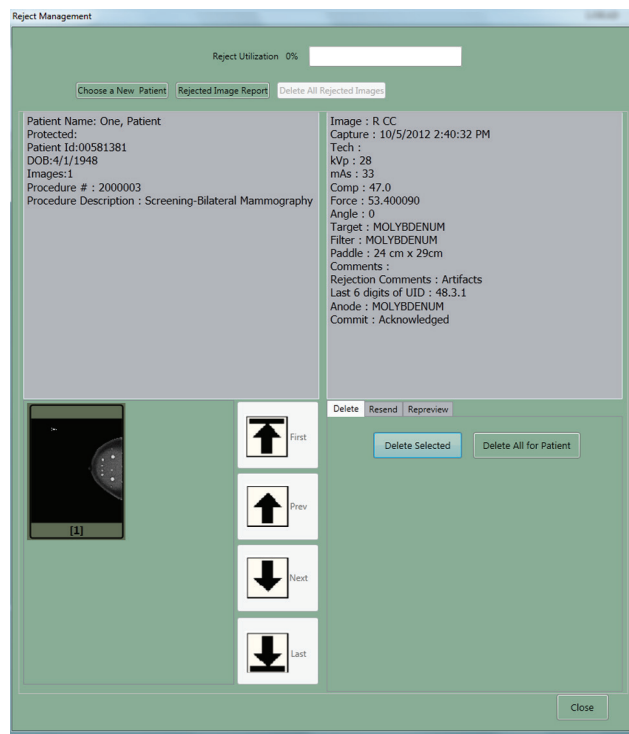 Reject Management
Reject Utilization 0%
Choose a New Patient Rejected Image Report Delete All Rejected Images
Patient Name: One, Patient
Protected:
Patient Id:00581381
DOB:4/1/1948
Images:1
Procedure # : 2000003
Procedure Description : Screening-Bilateral Mammography
Image : R CC
Capture : 10/5/2012 2:40:32 PM
Tech :
kVp : 28
mAs : 33
Comp : 47.0
Force : 53.400090
Angle : 0
Target : MOLYBDENUM
Filter : MOLYBDENUM
Paddle : 24 cm x 29cm
Comments :
Rejection Comments : Artifacts
Last 6 digits of UID : 48.3.1
Anode : MOLYBDENUM
Commit : Acknowledged
[1]
First
Prev
Next
Last
Delete Resend Repreview
Delete Selected Delete All for Patient
Close